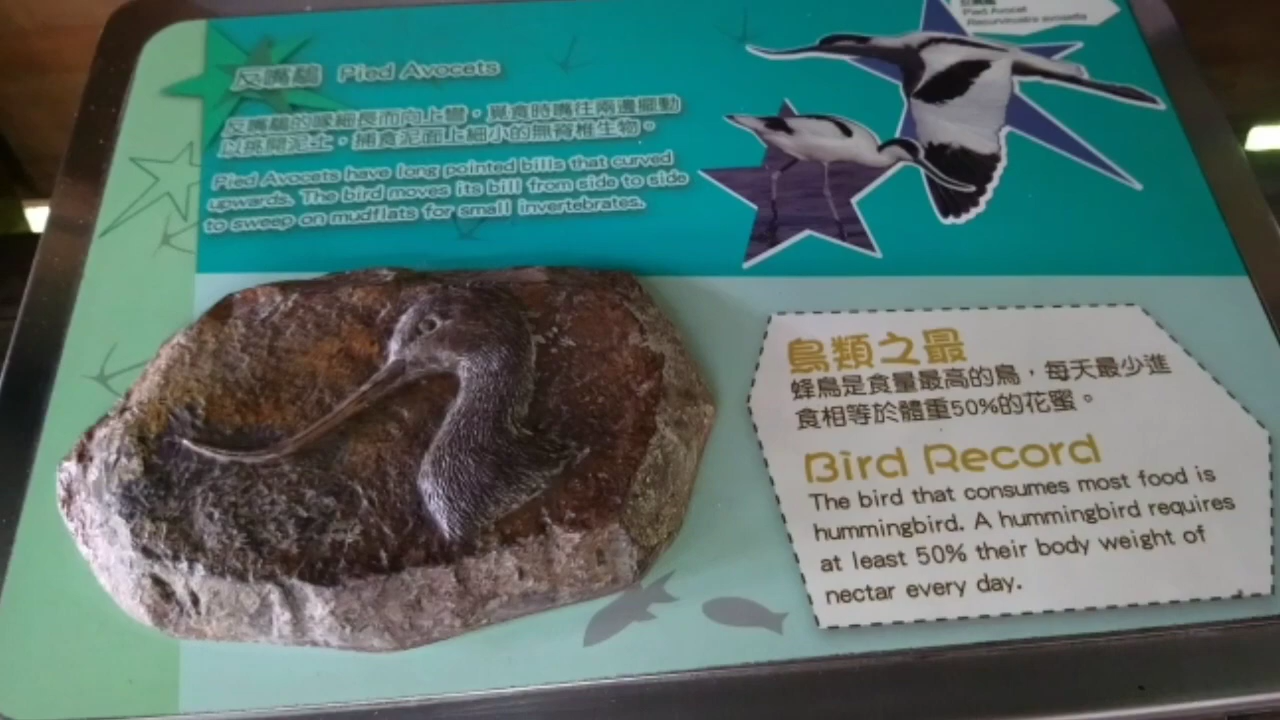 反嘴鷸 Pied Avocets
反嘴鷸的喙細長而向上彎，覓食時嘴往兩邊擺動
以挑開泥土，捕食泥面上細小的無脊椎生物。
Pied Avocets have long pointed bills that curved
upwards. The bird moves its bill from side to side
to sweep on mudflats for small invertebrates.
Pied Avocet
Recurvirostra avosetta
鳥類之最
蜂鳥是食量最高的鳥，每天最少進
食相等於體重50%的花蜜。
Bird Record
The bird that consumes most food is
hummingbird. A hummingbird requires
at least 50% their body weight of
nectar every day.